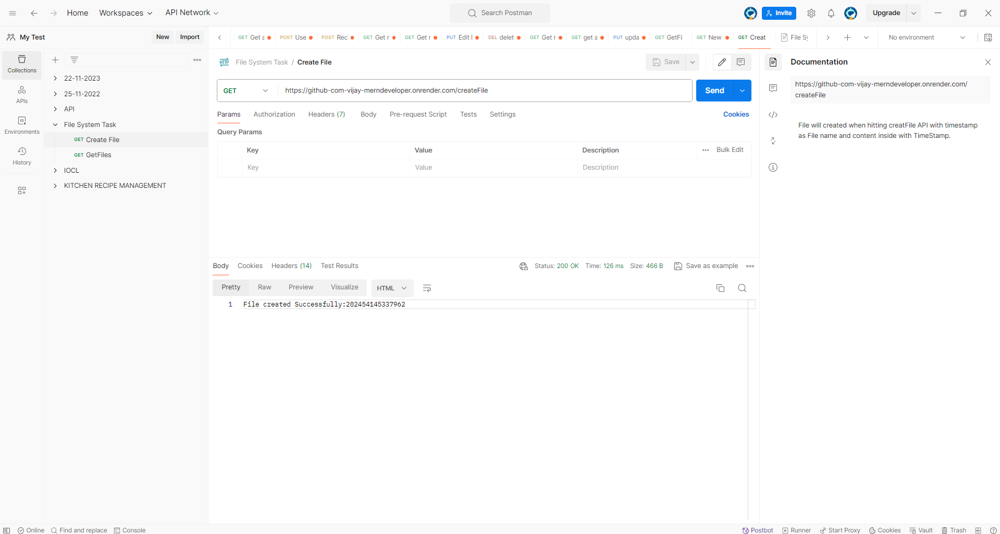 Home Workspaces API Network Search Postman Invite Upgrade
My Test New Import
GET Get a POST Use POST Rec GET Get r GET Get r PUT Edit l DEL delet GET Get r GET get a PUT upda GET GetFi GET New GET Creat File Sy No environment
Collections
APIs
Environments
History
22-11-2023
25-11-2022
API
File System Task
GET Create File
GET GetFiles
IOCL
KITCHEN RECIPE MANAGEMENT
HTTP File System Task / Create File Save
GET https://github-com-vijay-merndeveloper.onrender.com/createFile Send
Params Authorization Headers (7) Body Pre-request Script Tests Settings Cookies
Query Params
Key Value Description Bulk Edit
Key Value Description
Body Cookies Headers (14) Test Results Status: 200 OK Time: 126 ms Size: 466 B Save as example
Pretty Raw Preview Visualize HTML
1 File created Successfully:202454145337962
Documentation
https://github-com-vijay-merndeveloper.onrender.com/
createFile
File will created when hitting creatFile API with timestamp
as File name and content inside with TimeStamp.
Online Find and replace Console Postbot Runner Start Proxy Cookies Vault Trash